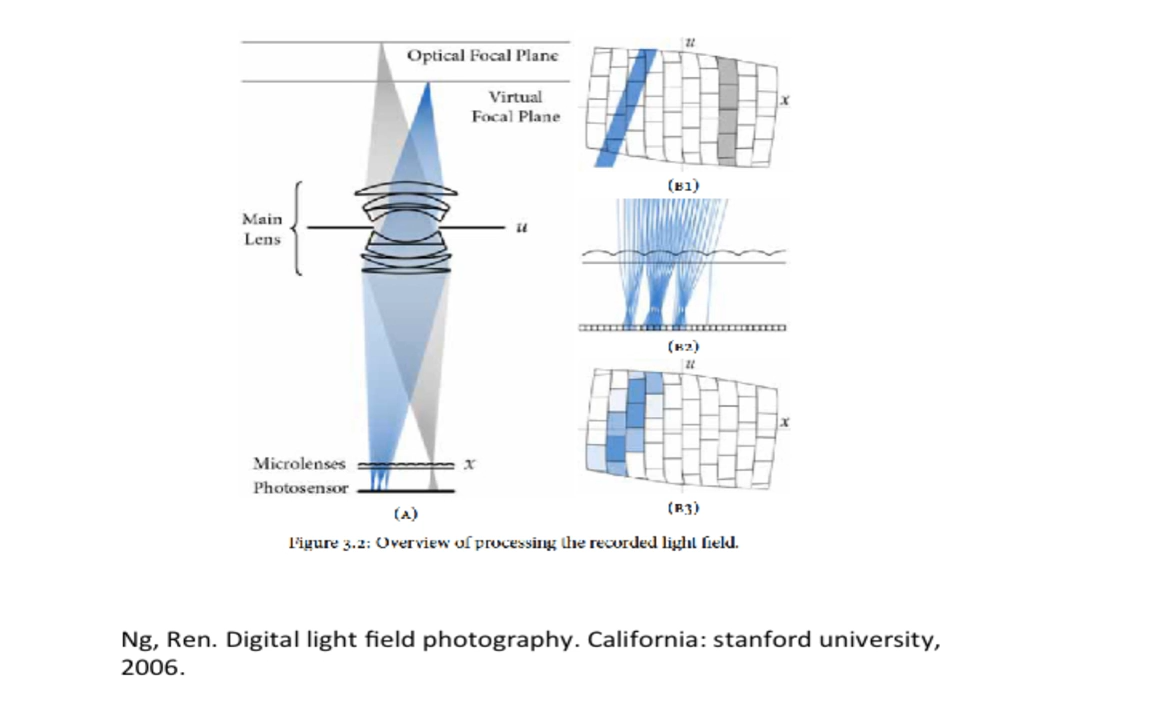 Optical Focal Plane
Virtual
Focal Plane
Main
Lens
u
Microlenses
x
Photosensor
(A)
u
x
(B1)
(B2)
u
x
(B3)
Figure 3.2: Overview of processing the recorded light field.
Ng, Ren. Digital light field photography. California: stanford university,
2006.